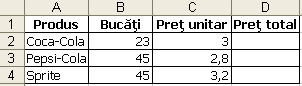 A B C D
1 Produs Bucăţi Preţ unitar Preţ total
2 Coca-Cola 23 3
3 Pepsi-Cola 45 2,8
4 Sprite 45 3,2